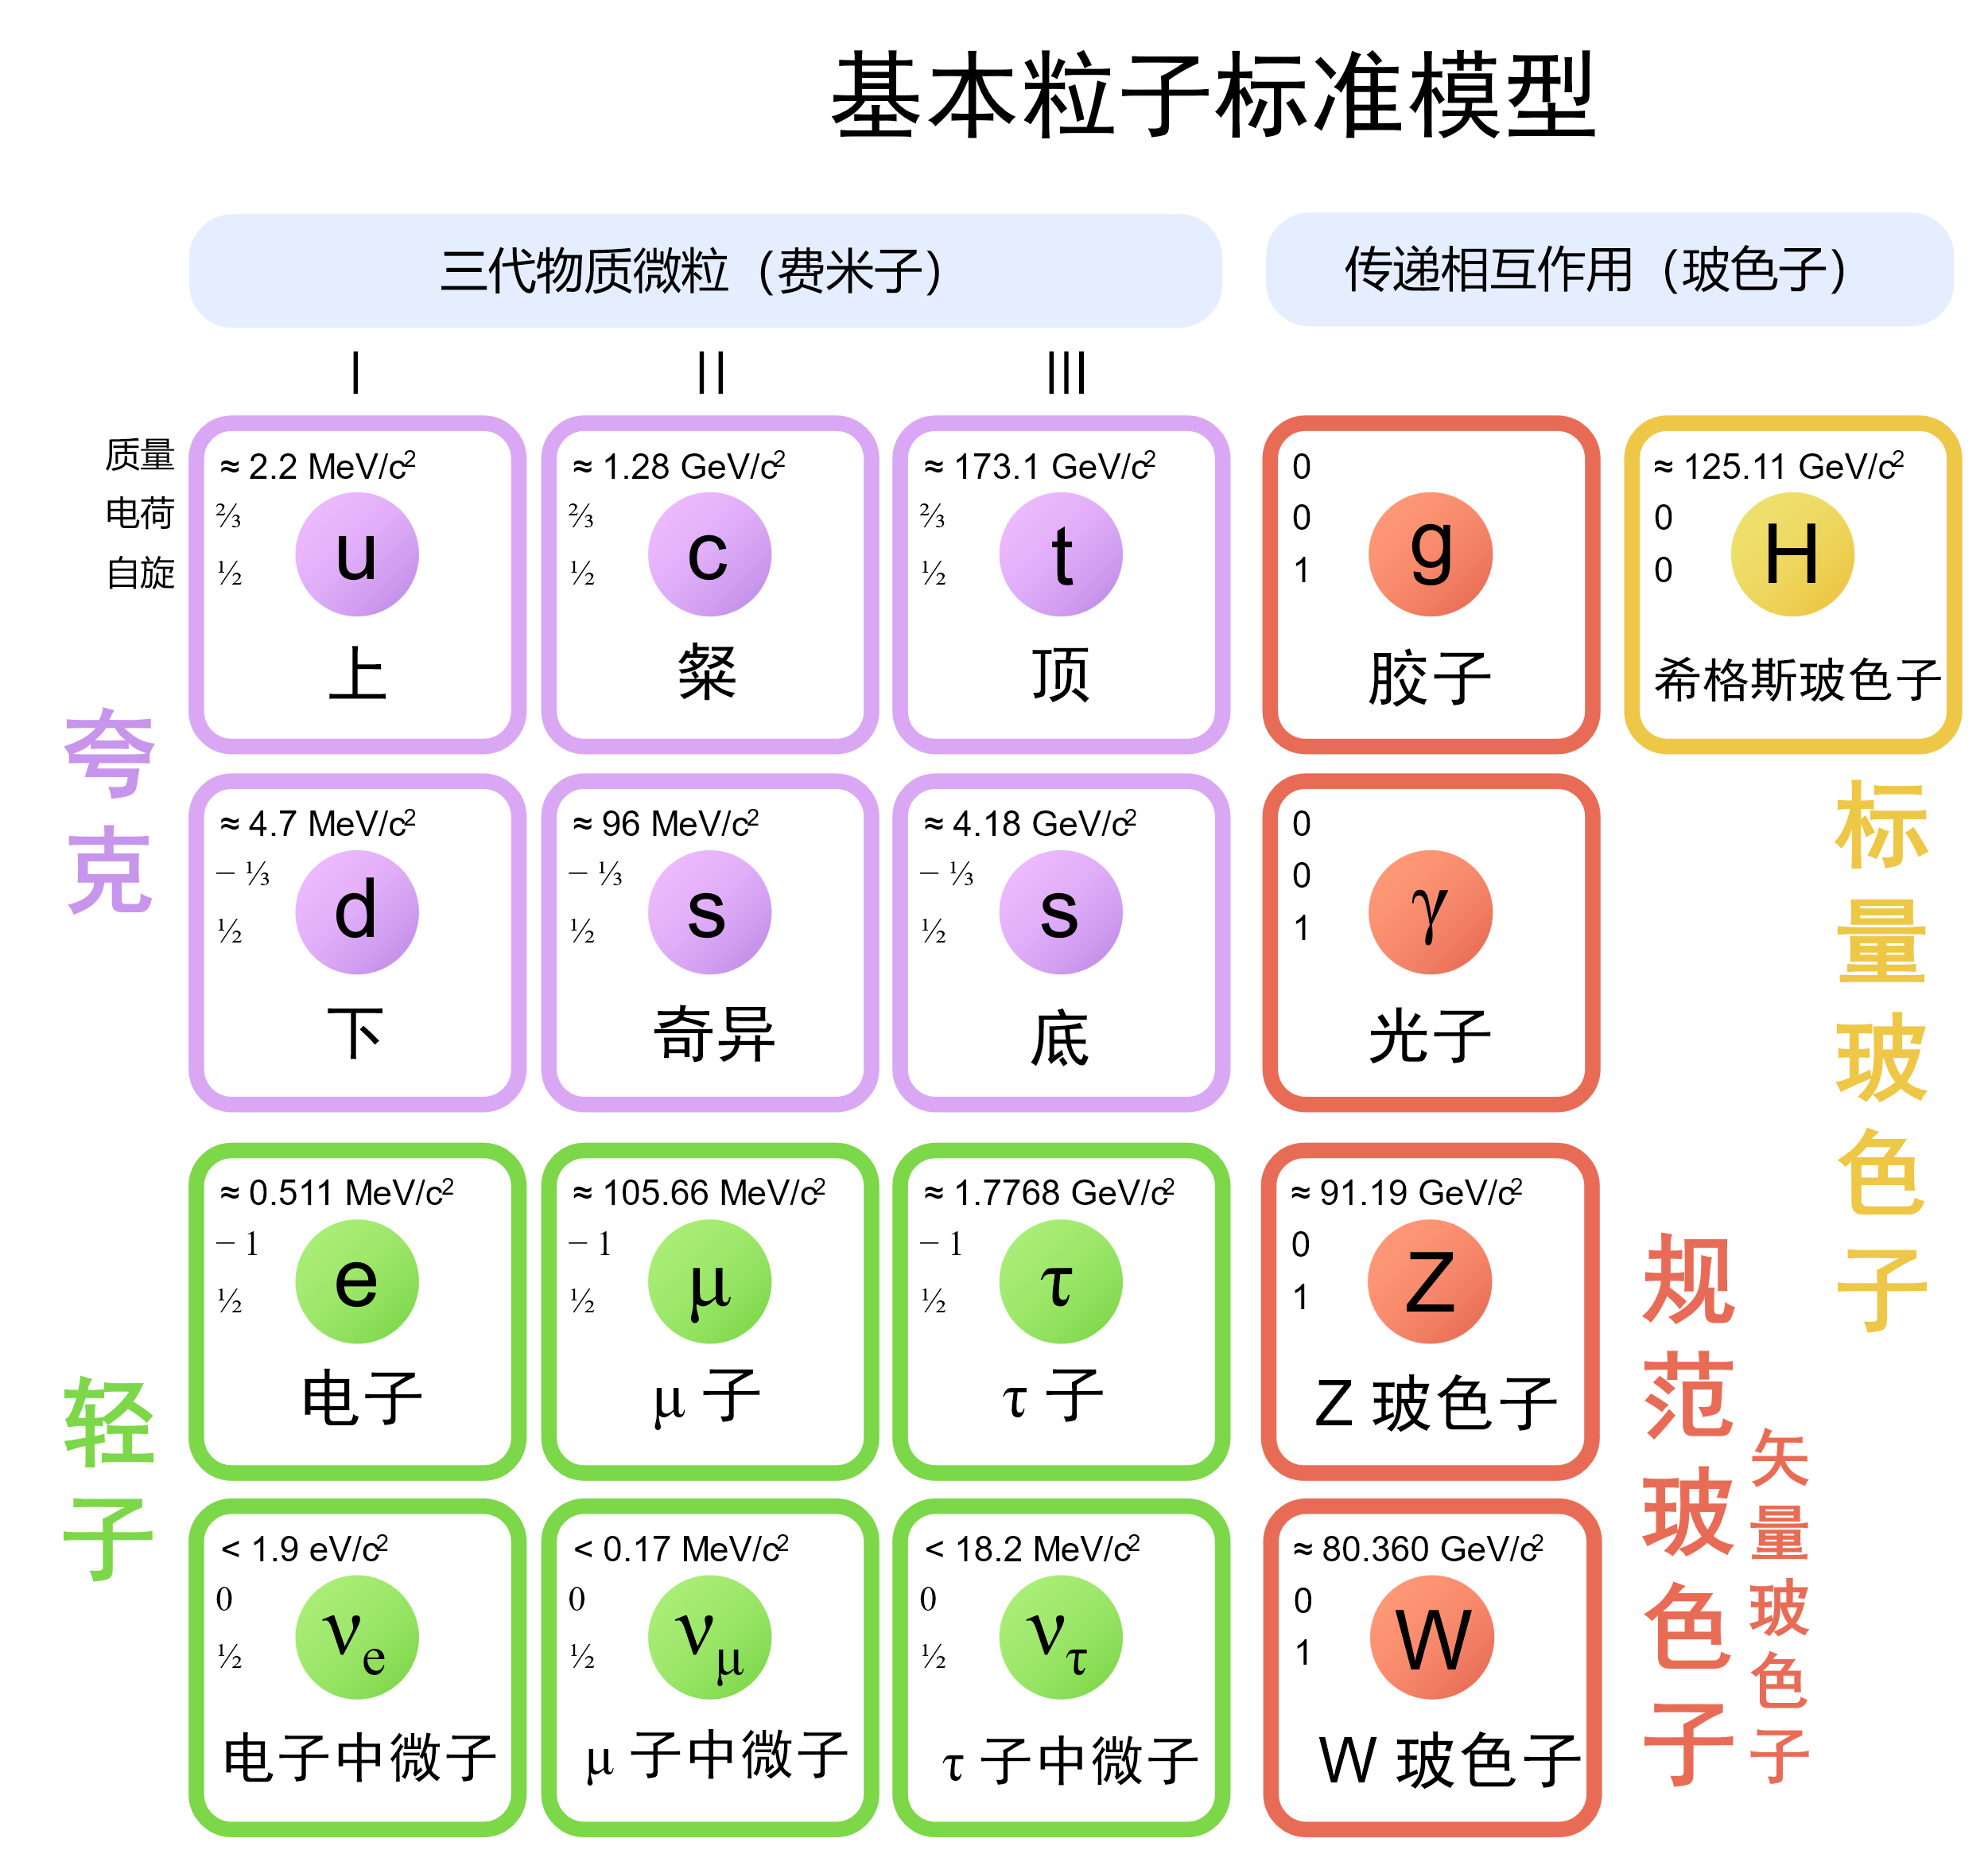 基本粒子标准模型
三代物质微粒（费米子）
传递相互作用（玻色子）
I
II
III
质量
电荷
自旋
≈ 2.2 MeV/c²
⅔
½
u
上
≈ 1.28 GeV/c²
⅔
½
c
粲
≈ 173.1 GeV/c²
⅔
½
t
顶
0
0
1
g
胶子
≈ 125.11 GeV/c²
0
0
H
希格斯玻色子
夸克
≈ 4.7 MeV/c²
− ⅓
½
d
下
≈ 96 MeV/c²
− ⅓
½
s
奇异
≈ 4.18 GeV/c²
− ⅓
½
s
底
0
0
1
γ
光子
标量玻色子
轻子
≈ 0.511 MeV/c²
− 1
½
e
电子
≈ 105.66 MeV/c²
− 1
½
μ
μ 子
≈ 1.7768 GeV/c²
− 1
½
τ
τ 子
≈ 91.19 GeV/c²
0
1
Z
Z 玻色子
< 1.9 eV/c²
0
½
νe
电子中微子
< 0.17 MeV/c²
0
½
νμ
μ 子中微子
< 18.2 MeV/c²
0
½
ντ
τ 子中微子
≈ 80.360 GeV/c²
0
1
W
W 玻色子
规范玻色子
矢量玻色子